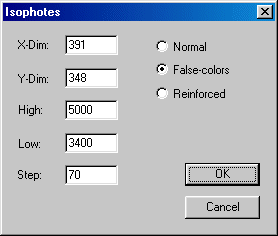 Isophotes
X-Dim: 391
Normal
Y-Dim: 348
False-colors
High: 5000
Reinforced
Low: 3400
Step: 70
OK
Cancel